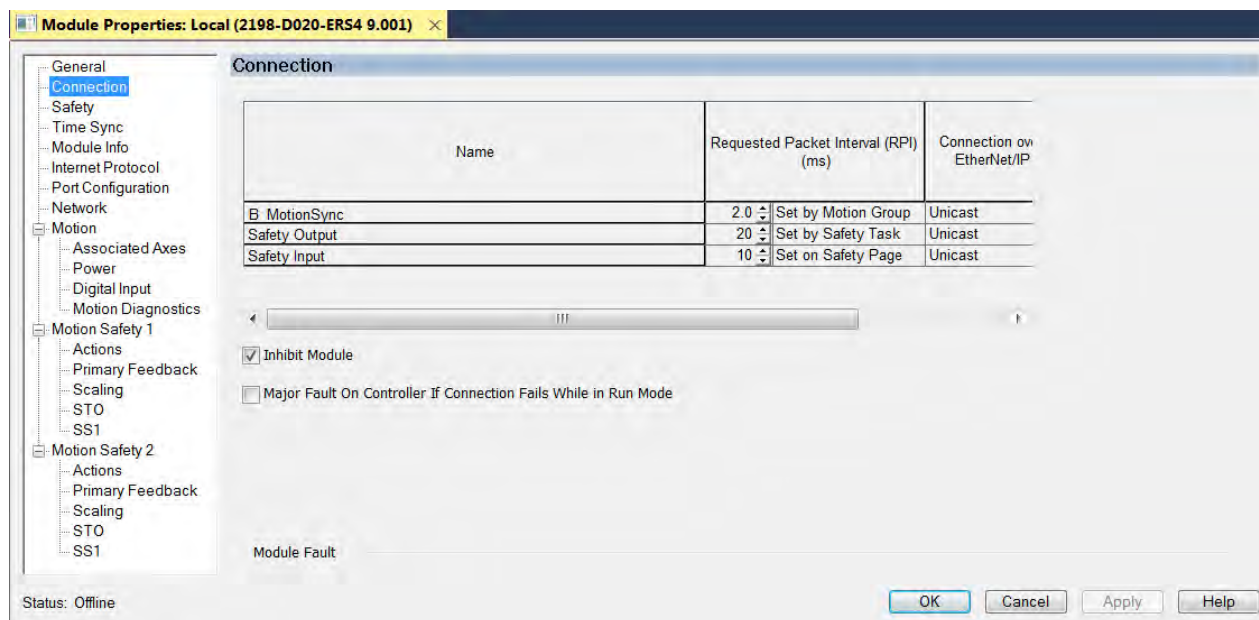 Module Properties: Local (2198-D020-ERS4 9.001) ×
General
Connection
Safety
Time Sync
Module Info
Internet Protocol
Port Configuration
Network
Motion
Associated Axes
Power
Digital Input
Motion Diagnostics
Motion Safety 1
Actions
Primary Feedback
Scaling
STO
SS1
Motion Safety 2
Actions
Primary Feedback
Scaling
STO
SS1
Connection
Name
Requested Packet Interval (RPI)
(ms)
Connection ov
EtherNet/IP
B MotionSync 2.0 Set by Motion Group Unicast
Safety Output 20 Set by Safety Task Unicast
Safety Input 10 Set on Safety Page Unicast
Inhibit Module
Major Fault On Controller If Connection Fails While in Run Mode
Module Fault
Status: Offline
OK Cancel Apply Help